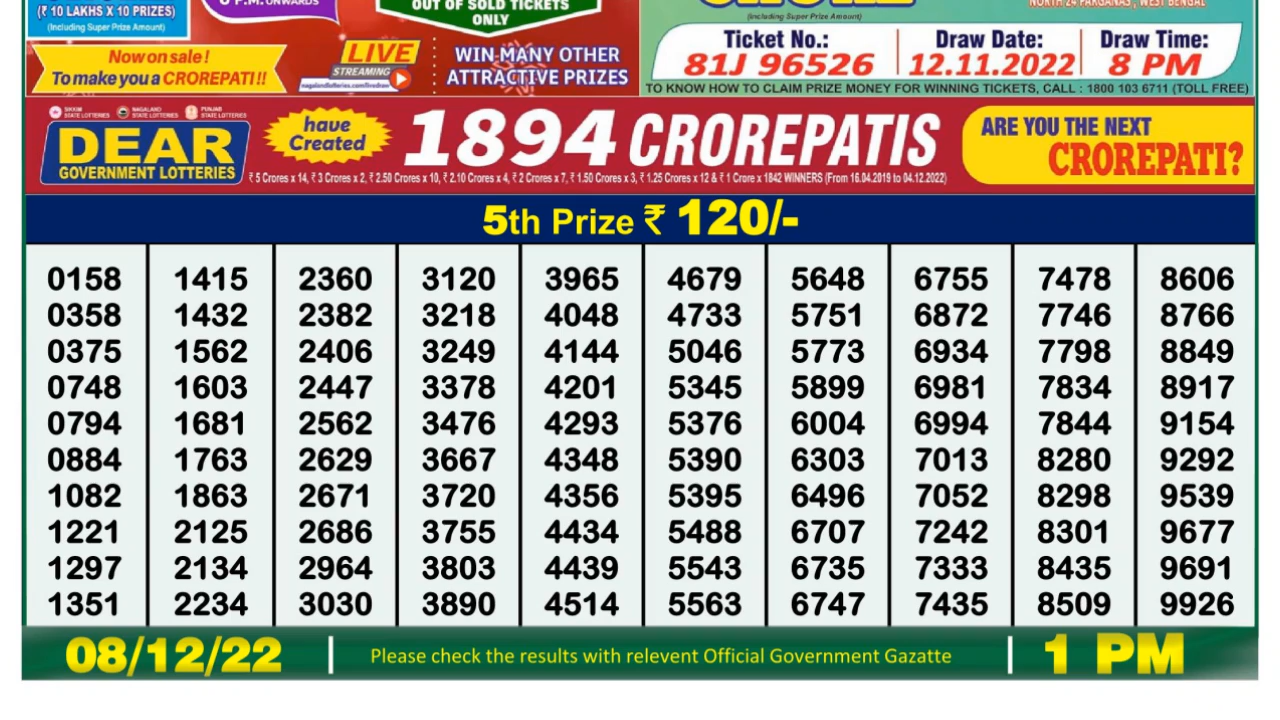 (₹ 10 LAKHS X 10 PRIZES)
(Including Super Prize Amount)
OUT OF SOLD TICKETS
ONLY
Now on sale!
To make you a CROREPATI!!
LIVE
STREAMING
nagalandlotteries.com/livedraw
WIN MANY OTHER
ATTRACTIVE PRIZES
(Including Super Prize Amount)
NORTH 24 PARGANAS, WEST BENGAL
Ticket No.: Draw Date: Draw Time:
81J 96526 12.11.2022 8 PM
TO KNOW HOW TO CLAIM PRIZE MONEY FOR WINNING TICKETS, CALL : 1800 103 6711 (TOLL FREE)
SIKKIM STATE LOTTERIES NAGALAND STATE LOTTERIES PUNJAB STATE LOTTERIES
DEAR
GOVERNMENT LOTTERIES
have
Created
1894 CROREPATIS
₹ 5 Crores x 14, ₹ 3 Crores x 2, ₹ 2.50 Crores x 10, ₹ 2.10 Crores x 4, ₹ 2 Crores x 7, ₹ 1.50 Crores x 3, ₹ 1.25 Crores x 12 & ₹ 1 Crore x 1842 WINNERS (From 16.04.2019 to 04.12.2022)
ARE YOU THE NEXT
CROREPATI?
5th Prize ₹ 120/-
0158 1415 2360 3120 3965 4679 5648 6755 7478 8606
0358 1432 2382 3218 4048 4733 5751 6872 7746 8766
0375 1562 2406 3249 4144 5046 5773 6934 7798 8849
0748 1603 2447 3378 4201 5345 5899 6981 7834 8917
0794 1681 2562 3476 4293 5376 6004 6994 7844 9154
0884 1763 2629 3667 4348 5390 6303 7013 8280 9292
1082 1863 2671 3720 4356 5395 6496 7052 8298 9539
1221 2125 2686 3755 4434 5488 6707 7242 8301 9677
1297 2134 2964 3803 4439 5543 6735 7333 8435 9691
1351 2234 3030 3890 4514 5563 6747 7435 8509 9926
08/12/22 Please check the results with relevent Official Government Gazatte 1 PM